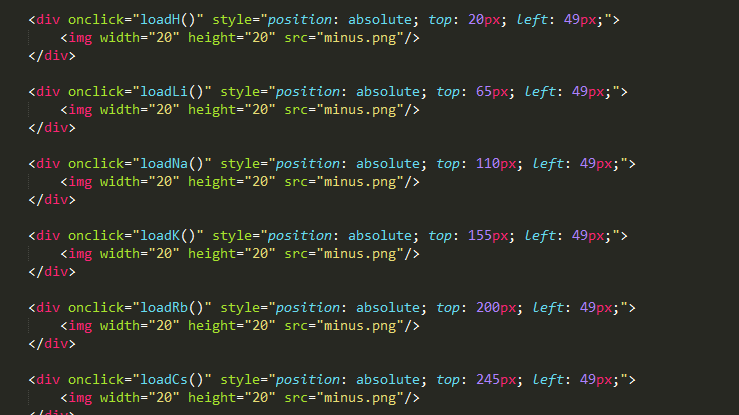 <div onclick="loadH()" style="position: absolute; top: 20px; left: 49px;">
    <img width="20" height="20" src="minus.png"/>
</div>
<div onclick="loadLi()" style="position: absolute; top: 65px; left: 49px;">
    <img width="20" height="20" src="minus.png"/>
</div>
<div onclick="loadNa()" style="position: absolute; top: 110px; left: 49px;">
    <img width="20" height="20" src="minus.png"/>
</div>
<div onclick="loadK()" style="position: absolute; top: 155px; left: 49px;">
    <img width="20" height="20" src="minus.png"/>
</div>
<div onclick="loadRb()" style="position: absolute; top: 200px; left: 49px;">
    <img width="20" height="20" src="minus.png"/>
</div>
<div onclick="loadCs()" style="position: absolute; top: 245px; left: 49px;">
    <img width="20" height="20" src="minus.png"/>
</div>